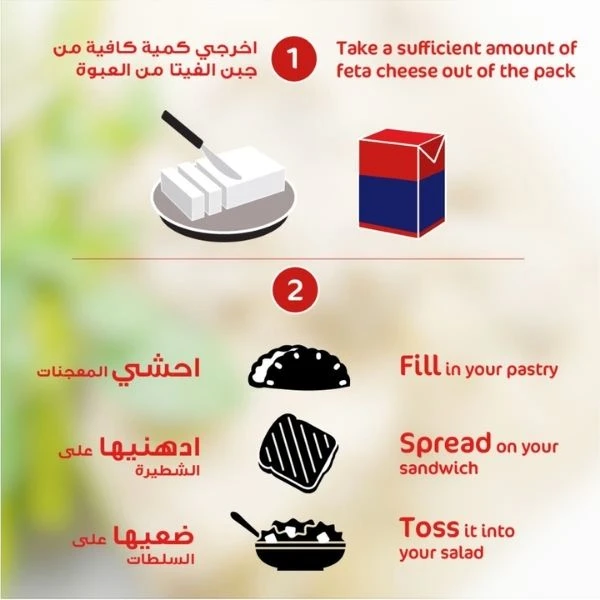 اخرجي كمية كافية من
جبن الفيتا من العبوة
1
Take a sufficient amount of
feta cheese out of the pack
2
احشي المعجنات
Fill in your pastry
ادهنيها على
الشطيرة
Spread on your
sandwich
ضعيها على
السلطات
Toss it into
your salad